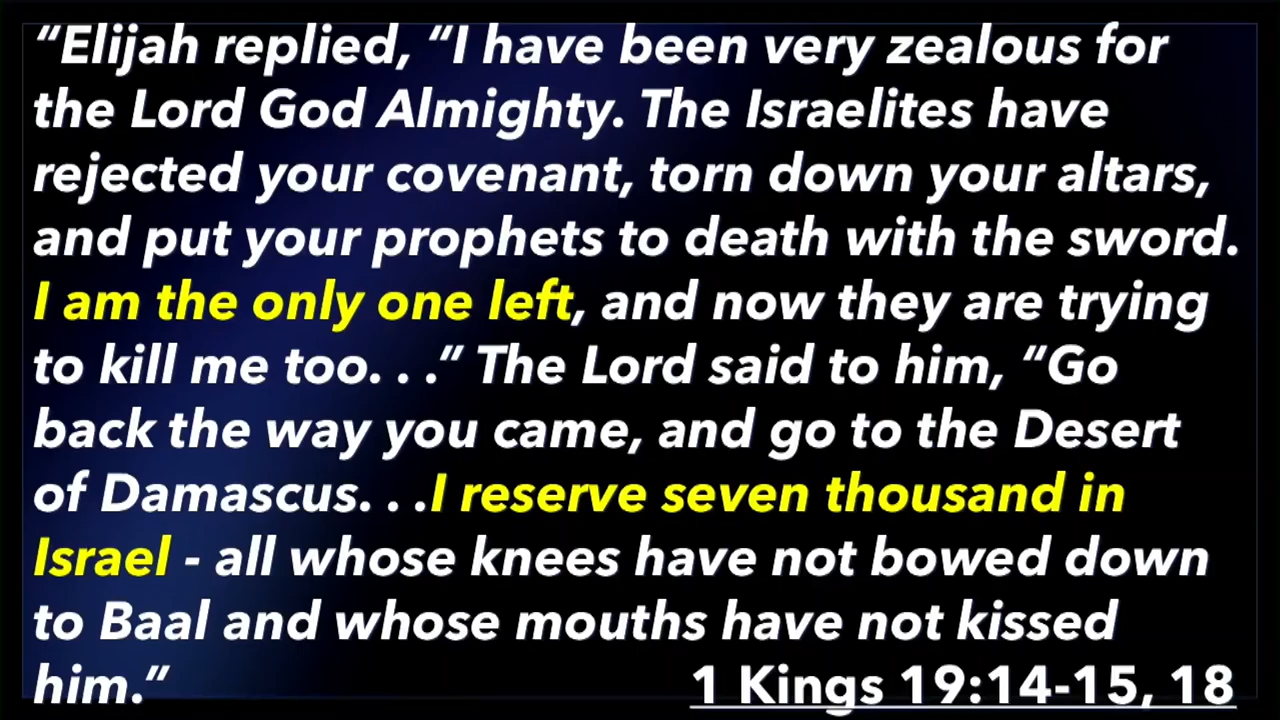 “Elijah replied, “I have been very zealous for
the Lord God Almighty. The Israelites have
rejected your covenant, torn down your altars,
and put your prophets to death with the sword.
I am the only one left, and now they are trying
to kill me too. . .” The Lord said to him, “Go
back the way you came, and go to the Desert
of Damascus. . .I reserve seven thousand in
Israel - all whose knees have not bowed down
to Baal and whose mouths have not kissed
him.” 1 Kings 19:14-15, 18